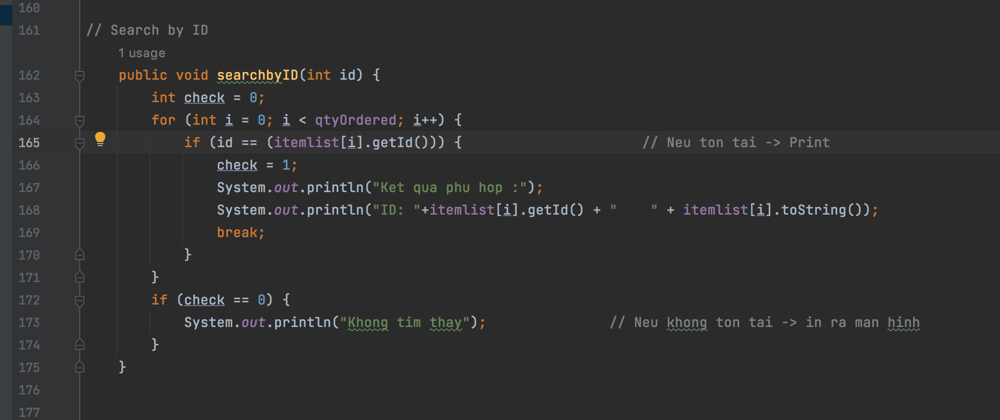 160
161 // Search by ID
1 usage
162 public void searchbyID(int id) {
163 int check = 0;
164 for (int i = 0; i < qtyOrdered; i++) {
165 if (id == (itemlist[i].getId())) { // Neu ton tai -> Print
166 check = 1;
167 System.out.println("Ket qua phu hop :");
168 System.out.println("ID: "+itemlist[i].getId() + "    " + itemlist[i].toString());
169 break;
170 }
171 }
172 if (check == 0) {
173 System.out.println("Khong tim thay"); // Neu khong ton tai -> in ra man hinh
174 }
175 }
176
177